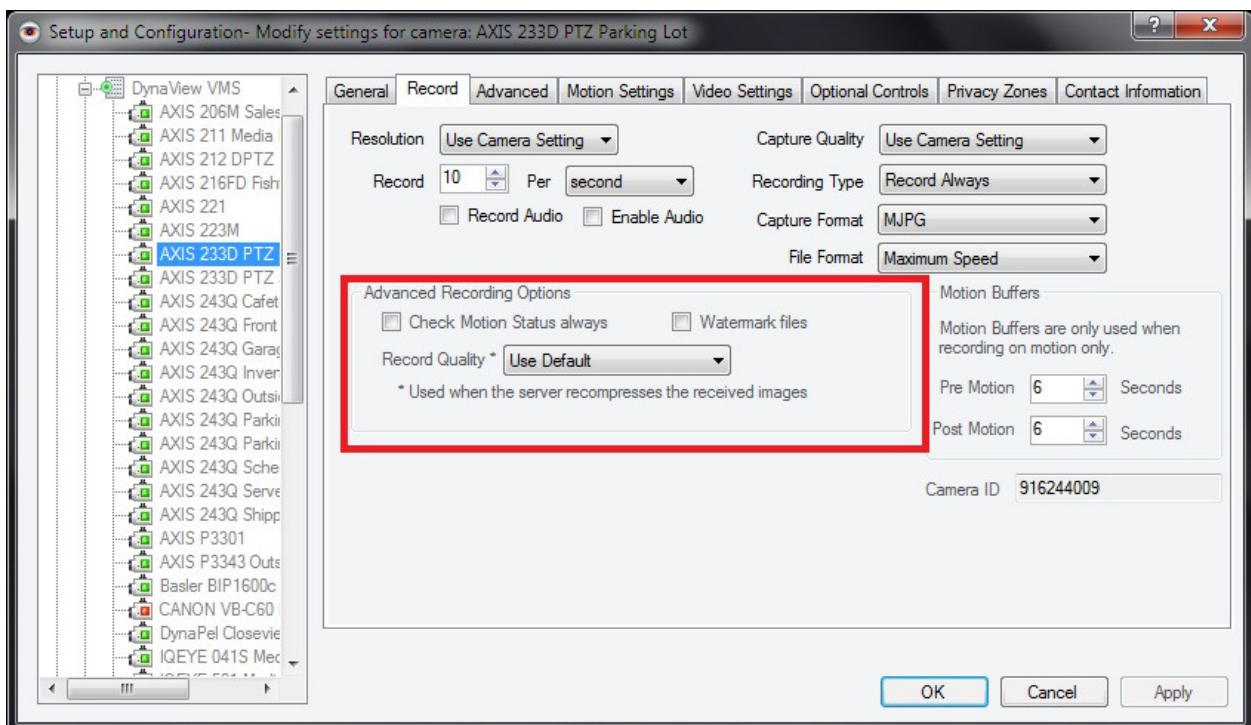 Setup and Configuration- Modify settings for camera: AXIS 233D PTZ Parking Lot
DynaView VMS
AXIS 206M Sales
AXIS 211 Media
AXIS 212 DPTZ
AXIS 216FD Fish
AXIS 221
AXIS 223M
AXIS 233D PTZ
AXIS 233D PTZ
AXIS 243Q Cafet
AXIS 243Q Front
AXIS 243Q Garag
AXIS 243Q Inven
AXIS 243Q Outsi
AXIS 243Q Parkin
AXIS 243Q Parkin
AXIS 243Q Sche
AXIS 243Q Serve
AXIS 243Q Shipp
AXIS P3301
AXIS P3343 Outs
Basler BIP1600c
CANON VB-C60
DynaPel Closevie
IQEYE 041S Med
General Record Advanced Motion Settings Video Settings Optional Controls Privacy Zones Contact Information
Resolution Use Camera Setting Capture Quality Use Camera Setting
Record 10 Per second Recording Type Record Always
Record Audio Enable Audio Capture Format MJPG
File Format Maximum Speed
Advanced Recording Options
Check Motion Status always Watermark files
Record Quality * Use Default
* Used when the server recompresses the received images
Motion Buffers
Motion Buffers are only used when
recording on motion only.
Pre Motion 6 Seconds
Post Motion 6 Seconds
Camera ID 916244009
OK Cancel Apply